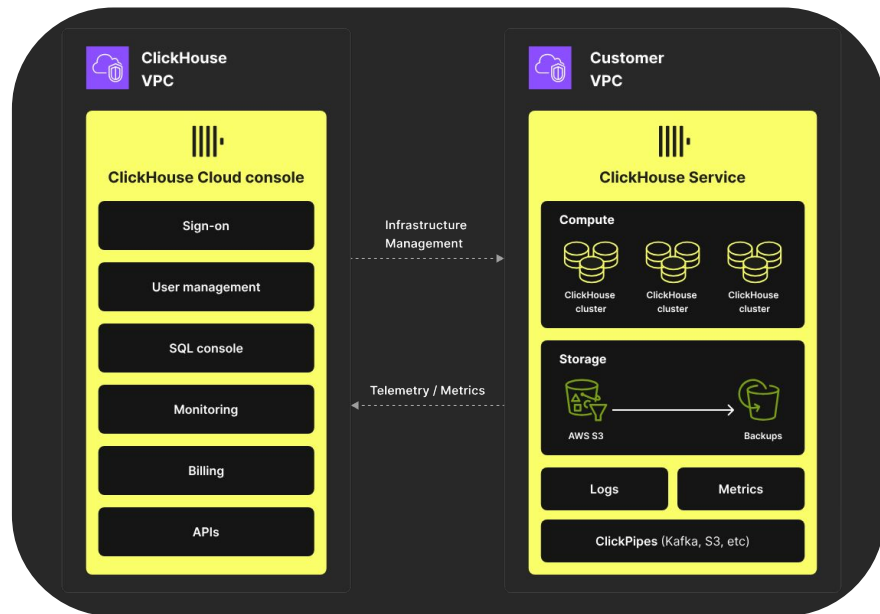 ClickHouse
VPC
ClickHouse Cloud console
Sign-on
User management
SQL console
Monitoring
Billing
APIs
Infrastructure
Management
Telemetry / Metrics
Customer
VPC
ClickHouse Service
Compute
ClickHouse
cluster
ClickHouse
cluster
ClickHouse
cluster
Storage
AWS S3
Backups
Logs
Metrics
ClickPipes (Kafka, S3, etc)